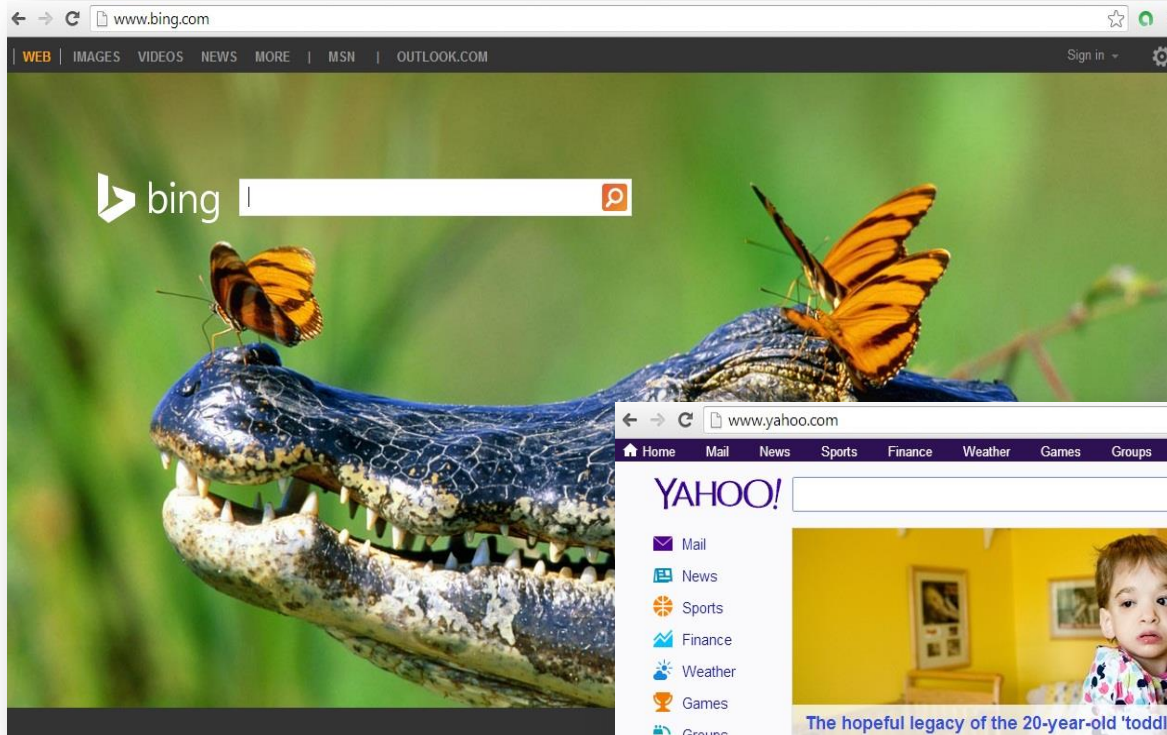 www.bing.com
WEB | IMAGES VIDEOS NEWS MORE | MSN | OUTLOOK.COM Sign in
bing
www.yahoo.com
Home Mail News Sports Finance Weather Games Groups
YAHOO!
Mail
News
Sports
Finance
Weather
Games
Groups
The hopeful legacy of the 20-year-old 'toddl